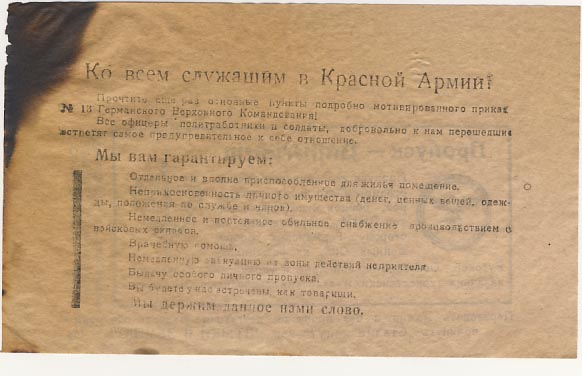 Ко всем служащим в Красной Армии!
Прочтите еще раз основные пункты подробно мотивированного приказ
№ 13 Германского Верховного Командования!
Все офицеры политработники и солдаты, добровольно к нам перешедшие
встретят самое предупредительное к себе отношение.
Мы вам гарантируем:
Отдельное и вполне приспособленное для жилья помещение.
Неприкосновенность личного имущества (денег, ценных вещей, одеж-
ды, положения по службе и чинов).
Немедленное и постоянное обильное снабжение продовольствием с
войсковых складов.
Врачебную помощь.
Немедленную эвакуацию из зоны действий неприятеля
Выдачу особого личного пропуска.
Вы будете у нас встречены, как товарищи.
Мы держим данное нами слово.